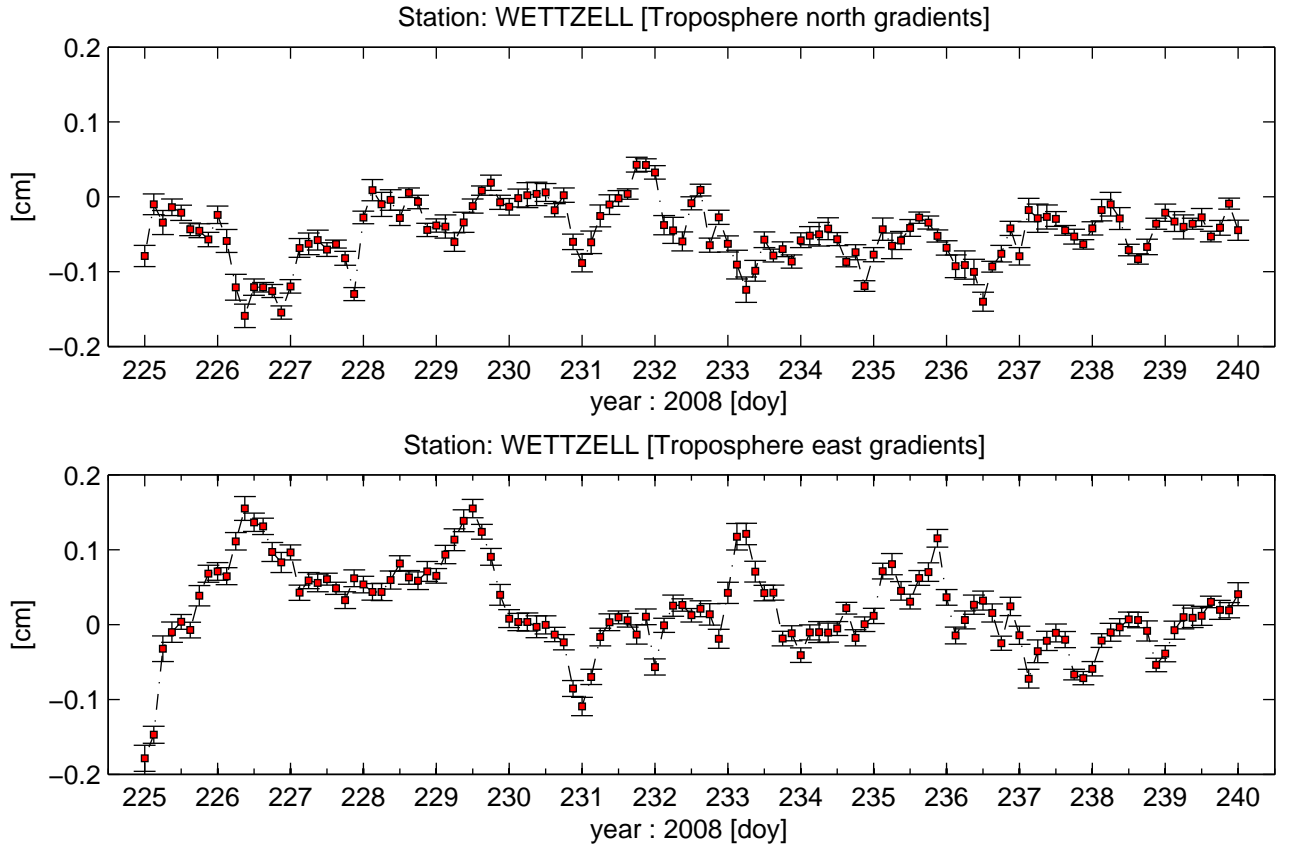 Station: WETTZELL [Troposphere north gradients]
0.2
0.1
0
−0.1
−0.2
[cm]
225 226 227 228 229 230 231 232 233 234 235 236 237 238 239 240
year : 2008 [doy]
Station: WETTZELL [Troposphere east gradients]
0.2
0.1
0
−0.1
−0.2
[cm]
225 226 227 228 229 230 231 232 233 234 235 236 237 238 239 240
year : 2008 [doy]